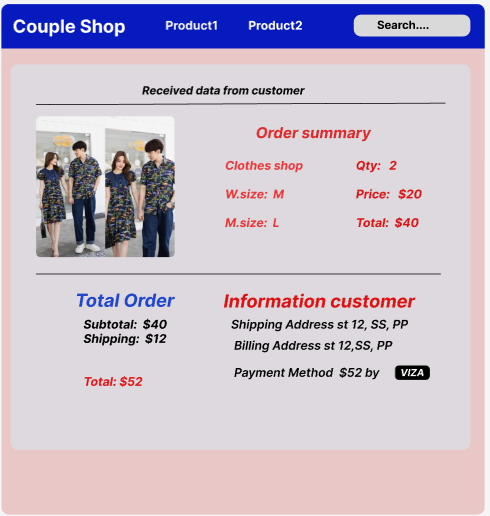 Couple Shop Product1 Product2 Search....
Received data from customer
Order summary
Clothes shop Qty: 2
W.size: M Price: $20
M.size: L Total: $40
Total Order
Subtotal: $40
Shipping: $12
Total: $52
Information customer
Shipping Address st 12, SS, PP
Billing Address st 12,SS, PP
Payment Method $52 by VIZA